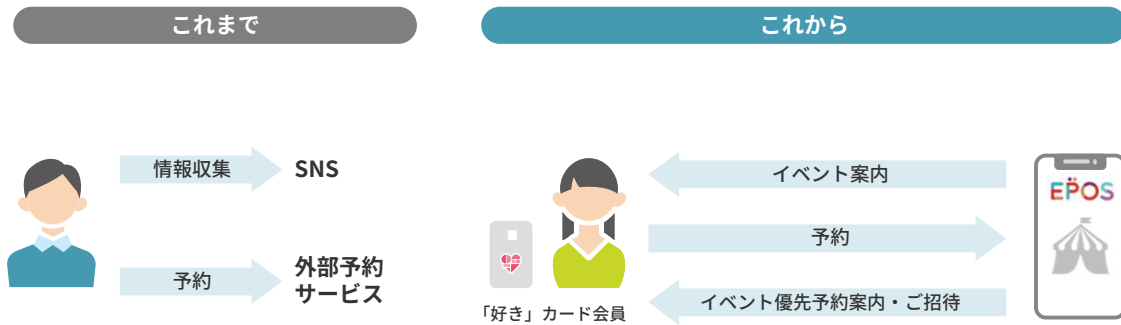 これまで
これから
情報収集
SNS
予約
外部予約
サービス
「好き」カード会員
イベント案内
予約
イベント優先予約案内・ご招待
EPOS